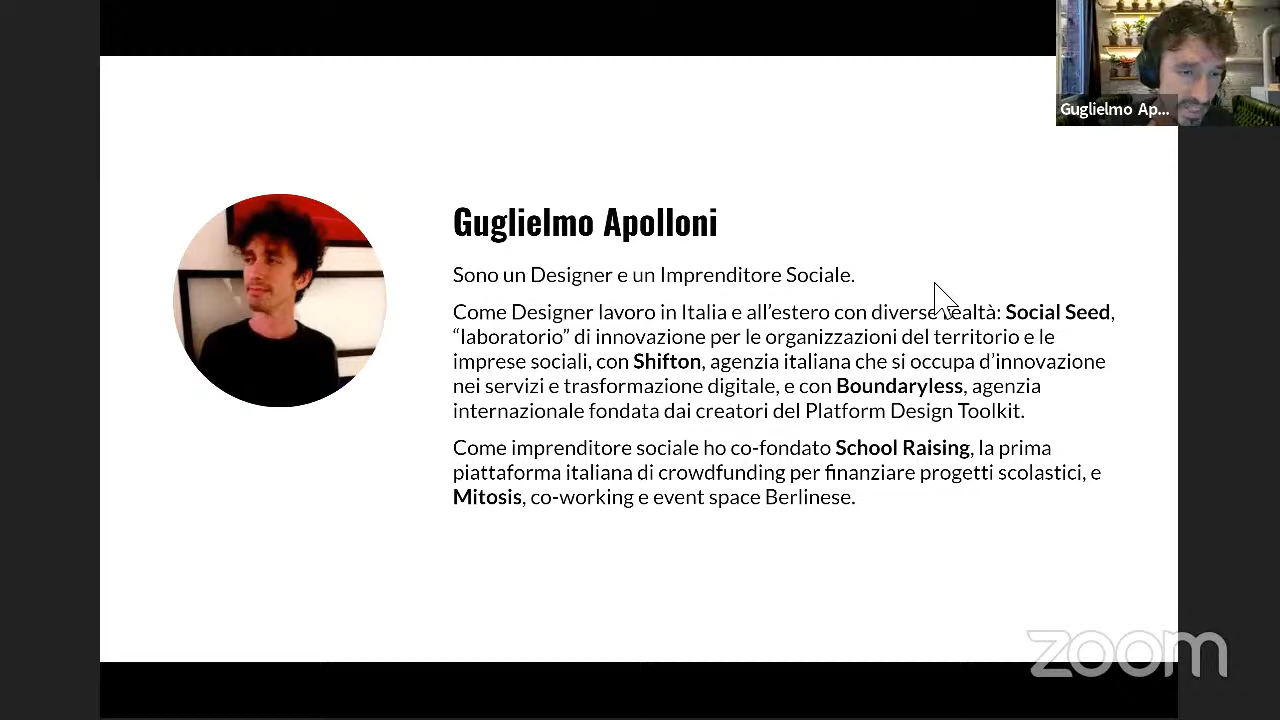 Guglielmo Ap...
Guglielmo Apolloni
Sono un Designer e un Imprenditore Sociale.
Come Designer lavoro in Italia e all’estero con diverse realtà: Social Seed,
“laboratorio” di innovazione per le organizzazioni del territorio e le
imprese sociali, con Shifton, agenzia italiana che si occupa d’innovazione
nei servizi e trasformazione digitale, e con Boundaryless, agenzia
internazionale fondata dai creatori del Platform Design Toolkit.
Come imprenditore sociale ho co-fondato School Raising, la prima
piattaforma italiana di crowdfunding per finanziare progetti scolastici, e
Mitosis, co-working e event space Berlinese.
zoom